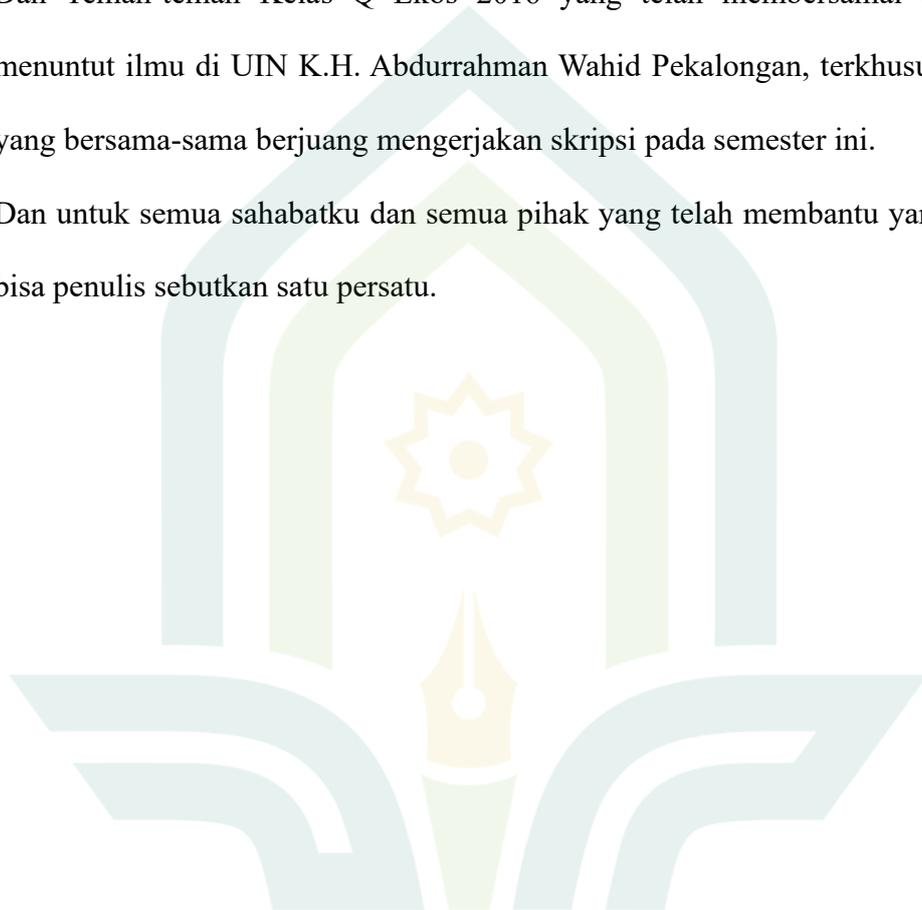 Dan Teman-teman Kelas Q Ekos 2016 yang telah membersamai
menuntut ilmu di UIN K.H. Abdurrahman Wahid Pekalongan,
yang bersama-sama berjuang mengerjakan skripsi pada semester ini.
Dan untuk semua sahabatku dan semua pihak yang telah membantu
bisa penulis sebutkan satu persatu.